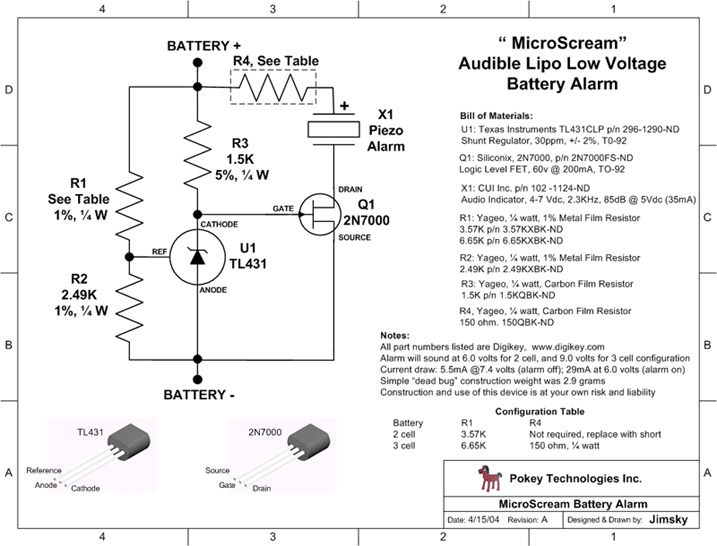 4 3 2 1
BATTERY +
R4, See Table
+
X1
Piezo
Alarm
R3
1.5K
5%, ¼ W
R1
See Table
1%, ¼ W
DRAIN
Q1
2N7000
GATE
SOURCE
CATHODE
REF
U1
TL431
ANODE
R2
2.49K
1%, ¼ W
BATTERY -
“ MicroScream”
Audible Lipo Low Voltage
Battery Alarm
Bill of Materials:
U1: Texas Instruments TL431CLP p/n 296-1290-ND
Shunt Regulator, 30ppm, +/- 2%, T0-92
Q1: Siliconix, 2N7000, p/n 2N7000FS-ND
Logic Level FET, 60v @ 200mA, TO-92
X1: CUI Inc. p/n 102 -1124-ND
Audio Indicator, 4-7 Vdc, 2.3KHz, 85dB @ 5Vdc (35mA)
R1: Yageo, ¼ watt, 1% Metal Film Resistor
3.57K p/n 3.57KXBK-ND
6.65K p/n 6.65KXBK-ND
R2: Yageo, ¼ watt, 1% Metal Film Resistor
2.49K p/n 2.49KXBK-ND
R3: Yageo, ¼ watt, Carbon Film Resistor
1.5K p/n 1.5KQBK-ND
R4, Yageo, ¼ watt, Carbon Film Resistor
150 ohm. 150QBK-ND
Notes:
All part numbers listed are Digikey, www.digikey.com
Alarm will sound at 6.0 volts for 2 cell, and 9.0 volts for 3 cell configuration
Current draw: 5.5mA @7.4 volts (alarm off); 29mA at 6.0 volts (alarm on)
Simple “dead bug” construction weight was 2.9 grams
Construction and use of this device is at your own risk and liability
Configuration Table
Battery R1 R4
2 cell 3.57K Not required, replace with short
3 cell 6.65K 150 ohm, ¼ watt
TL431
Reference
Anode
Cathode
2N7000
Source
Gate
Drain
Pokey Technologies Inc.
MicroScream Battery Alarm
Date: 4/15/04 Revision: A Designed & Drawn by: Jimsky
D D
C C
B B
A A
4 3 2 1